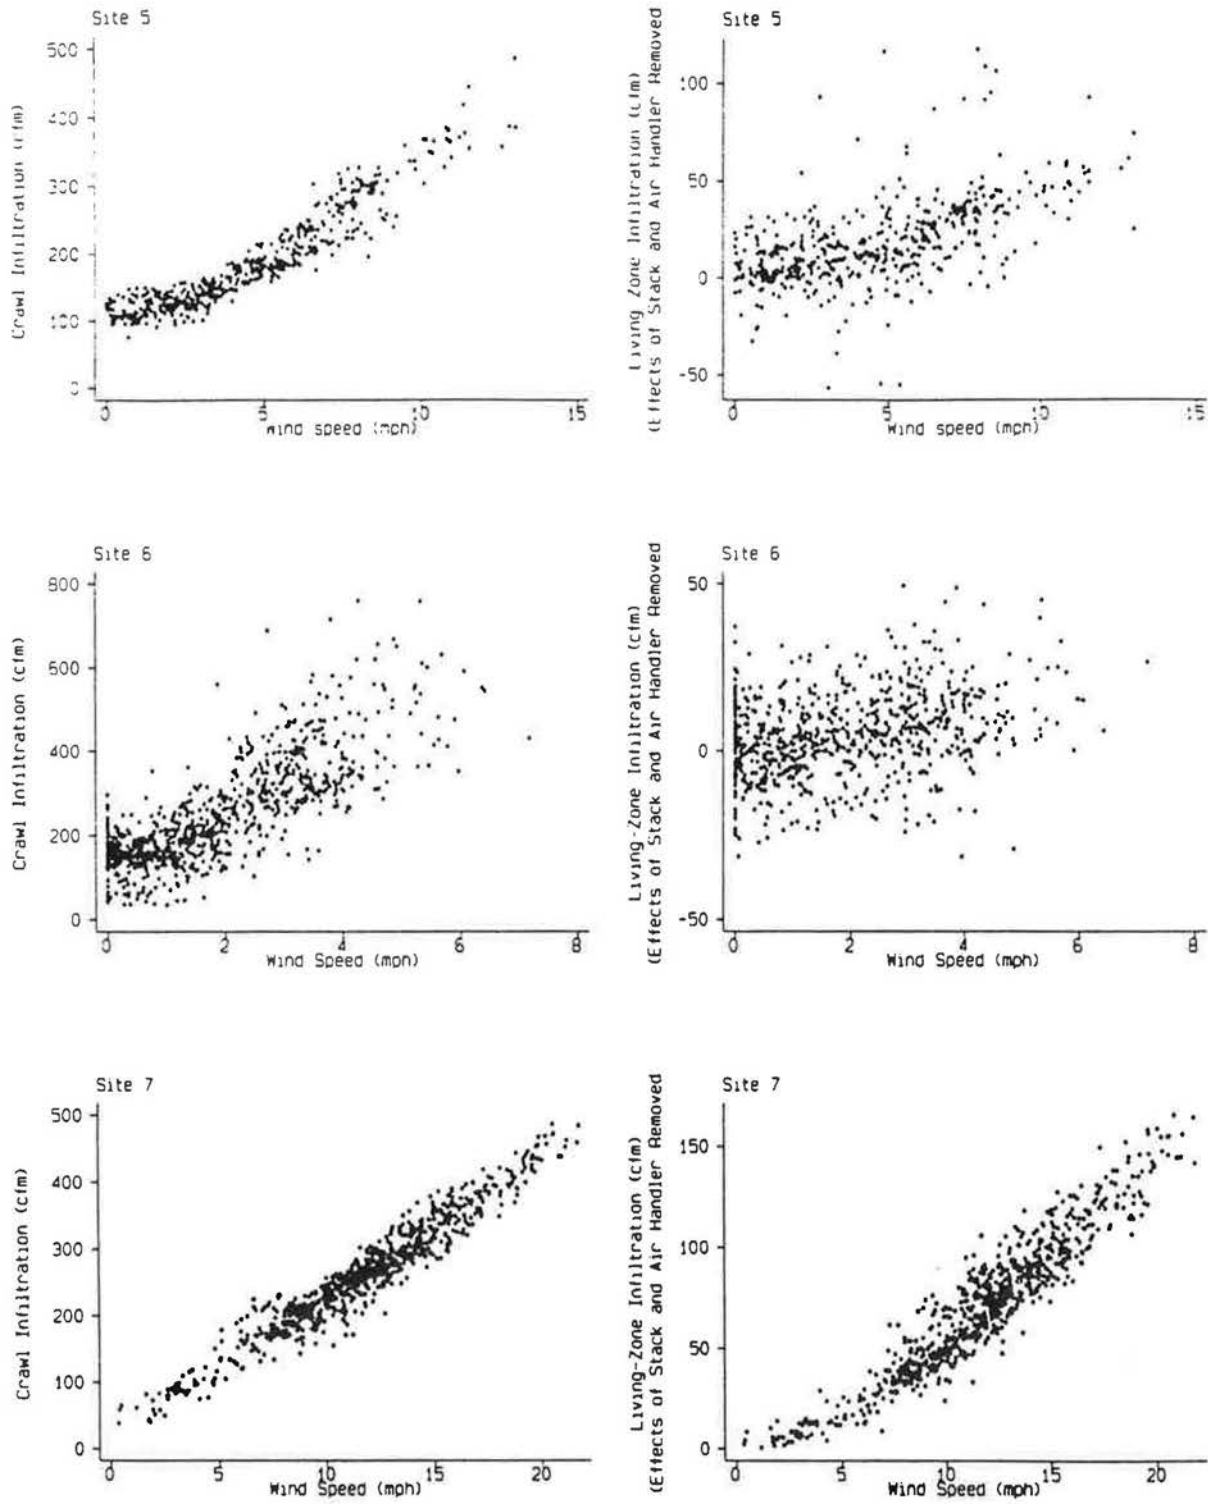 Site 5
500
400
300
200
100
0
Crawl Infiltration (cfm)
0 5 10 15
Wind speed (mph)
Site 5
100
50
0
-50
Living Zone Infiltration (cfm)
(Effects of Stack and Air Handler Removed
0 5 10 15
Wind speed (mph)
Site 6
800
600
400
200
0
Crawl Infiltration (cfm)
0 2 4 6 8
Wind Speed (mph)
Site 6
50
0
-50
Living-Zone Infiltration (cfm)
(Effects of Stack and Air Handler Removed
0 2 4 6 8
Wind Speed (mph)
Site 7
500
400
300
200
100
0
Crawl Infiltration (cfm)
0 5 10 15 20
Wind Speed (mph)
Site 7
150
100
50
0
Living-Zone Infiltration (cfm)
(Effects of Stack and Air Handler Removed
0 5 10 15 20
Wind Speed (mph)